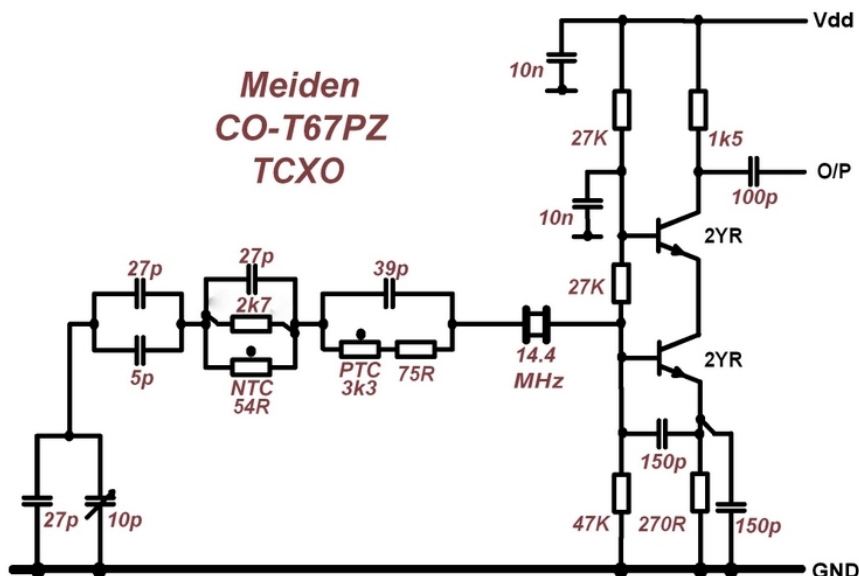 Meiden
CO-T67PZ
TCXO
Vdd
10n
27K
1k5
O/P
100p
10n
2YR
27p
27p
39p
27K
2k7
5p
NTC
54R
PTC
3k3
75R
14.4
MHz
2YR
150p
27p
10p
47K
270R
150p
GND